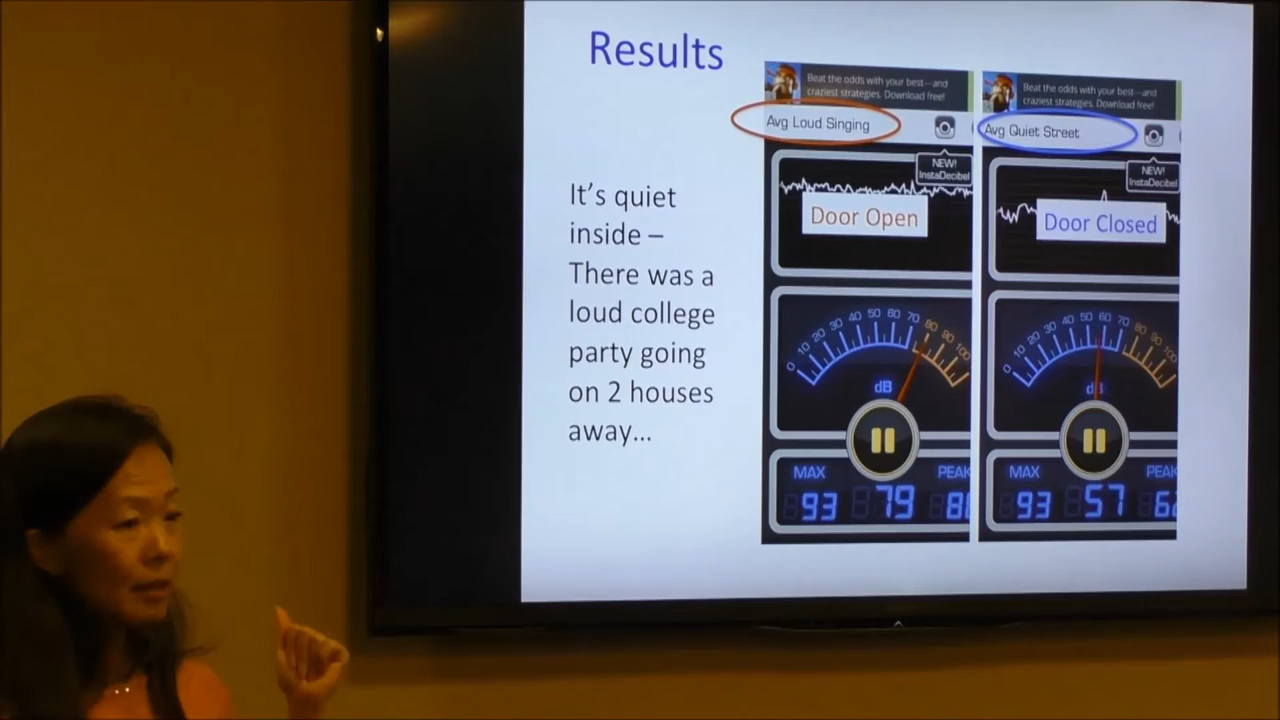 Results
It's quiet
inside –
There was a
loud college
party going
on 2 houses
away...
Beat the odds with your best—and
craziest strategies. Download free!
Avg Loud Singing
NEW!
InstaDecibel
Door Open
0 10 20 30 40 50 60 70 80 90 100
dB
MAX
PEAK
93 79 8
Beat the odds with your best—and
craziest strategies. Download free!
Avg Quiet Street
NEW!
InstaDecibel
Door Closed
0 10 20 30 40 50 60 70 80 90 100
dB
MAX
PEAK
93 57 6